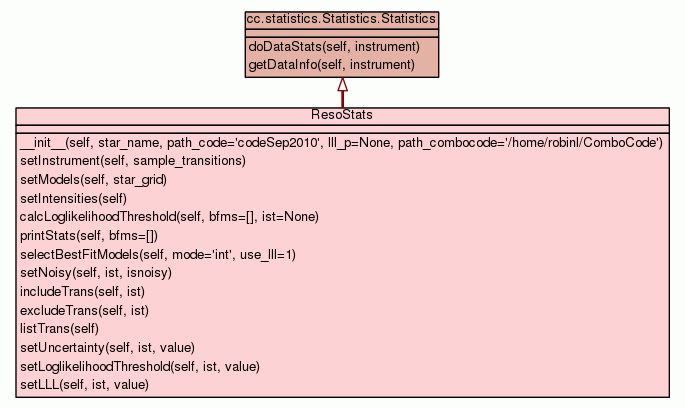 cc.statistics.Statistics.Statistics
doDataStats(self, instrument)
getDataInfo(self, instrument)
ResoStats
__init__(self, star_name, path_code='codeSep2010', lll_p=None, path_combocode='/home/robinl/ComboCode')
setInstrument(self, sample_transitions)
setModels(self, star_grid)
setIntensities(self)
calcLoglikelihoodThreshold(self, bfms=[], ist=None)
printStats(self, bfms=[])
selectBestFitModels(self, mode='int', use_lll=1)
setNoisy(self, ist, isnoisy)
includeTrans(self, ist)
excludeTrans(self, ist)
listTrans(self)
setUncertainty(self, ist, value)
setLoglikelihoodThreshold(self, ist, value)
setLLL(self, ist, value)